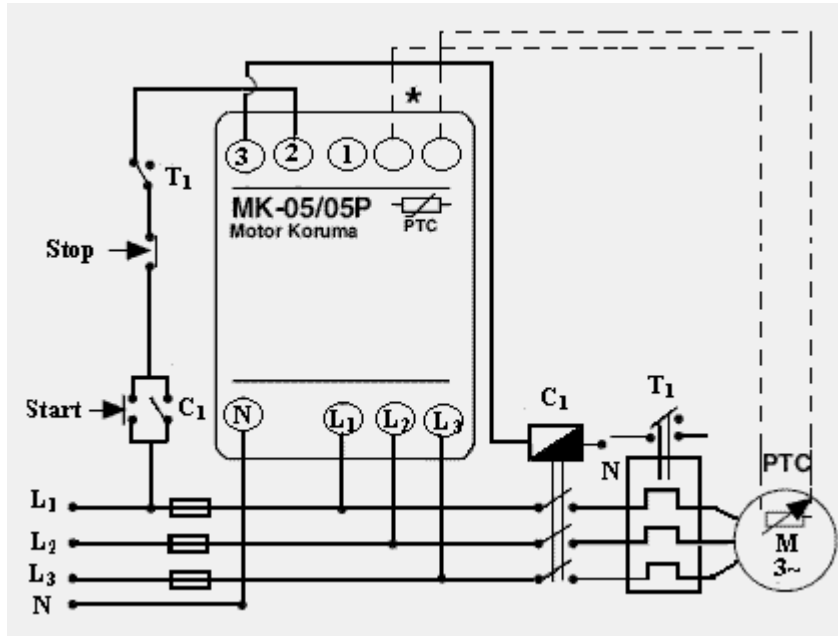 *
3 2 1
T1
MK-05/05P
PTC
Motor Koruma
Stop
Start
C1
N L1 L2 L3
C1
T1
N
PTC
L1
L2
L3
N
M
3~